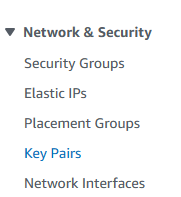 Network & Security
Security Groups
Elastic IPs
Placement Groups
Key Pairs
Network Interfaces